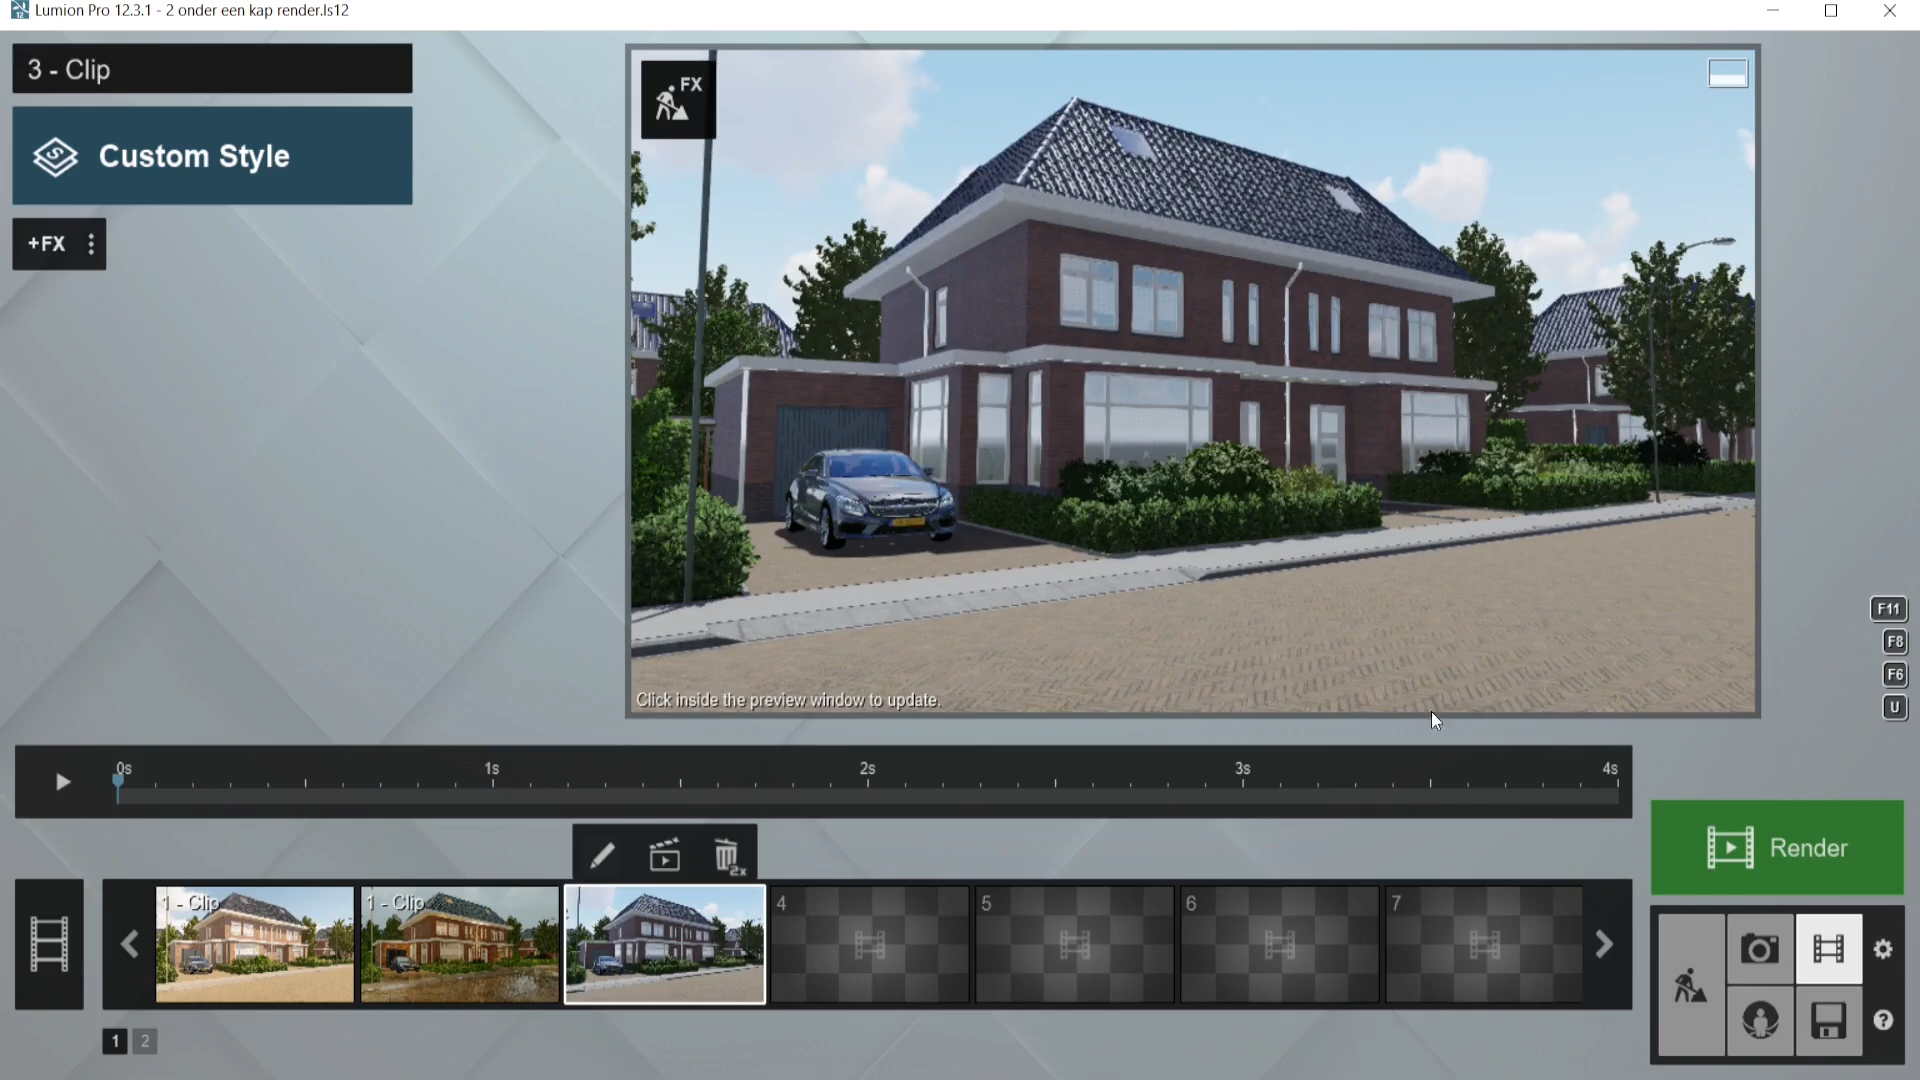 Lumion Pro 12.3.1 - 2 onder een kap render.ls12
3 - Clip
Custom Style
+FX
FX
Click inside the preview window to update.
F11
F8
F6
U
0s 1s 2s 3s 4s
2x
Render
1 - Clip 1 - Clip 4 5 6 7
1 2
?